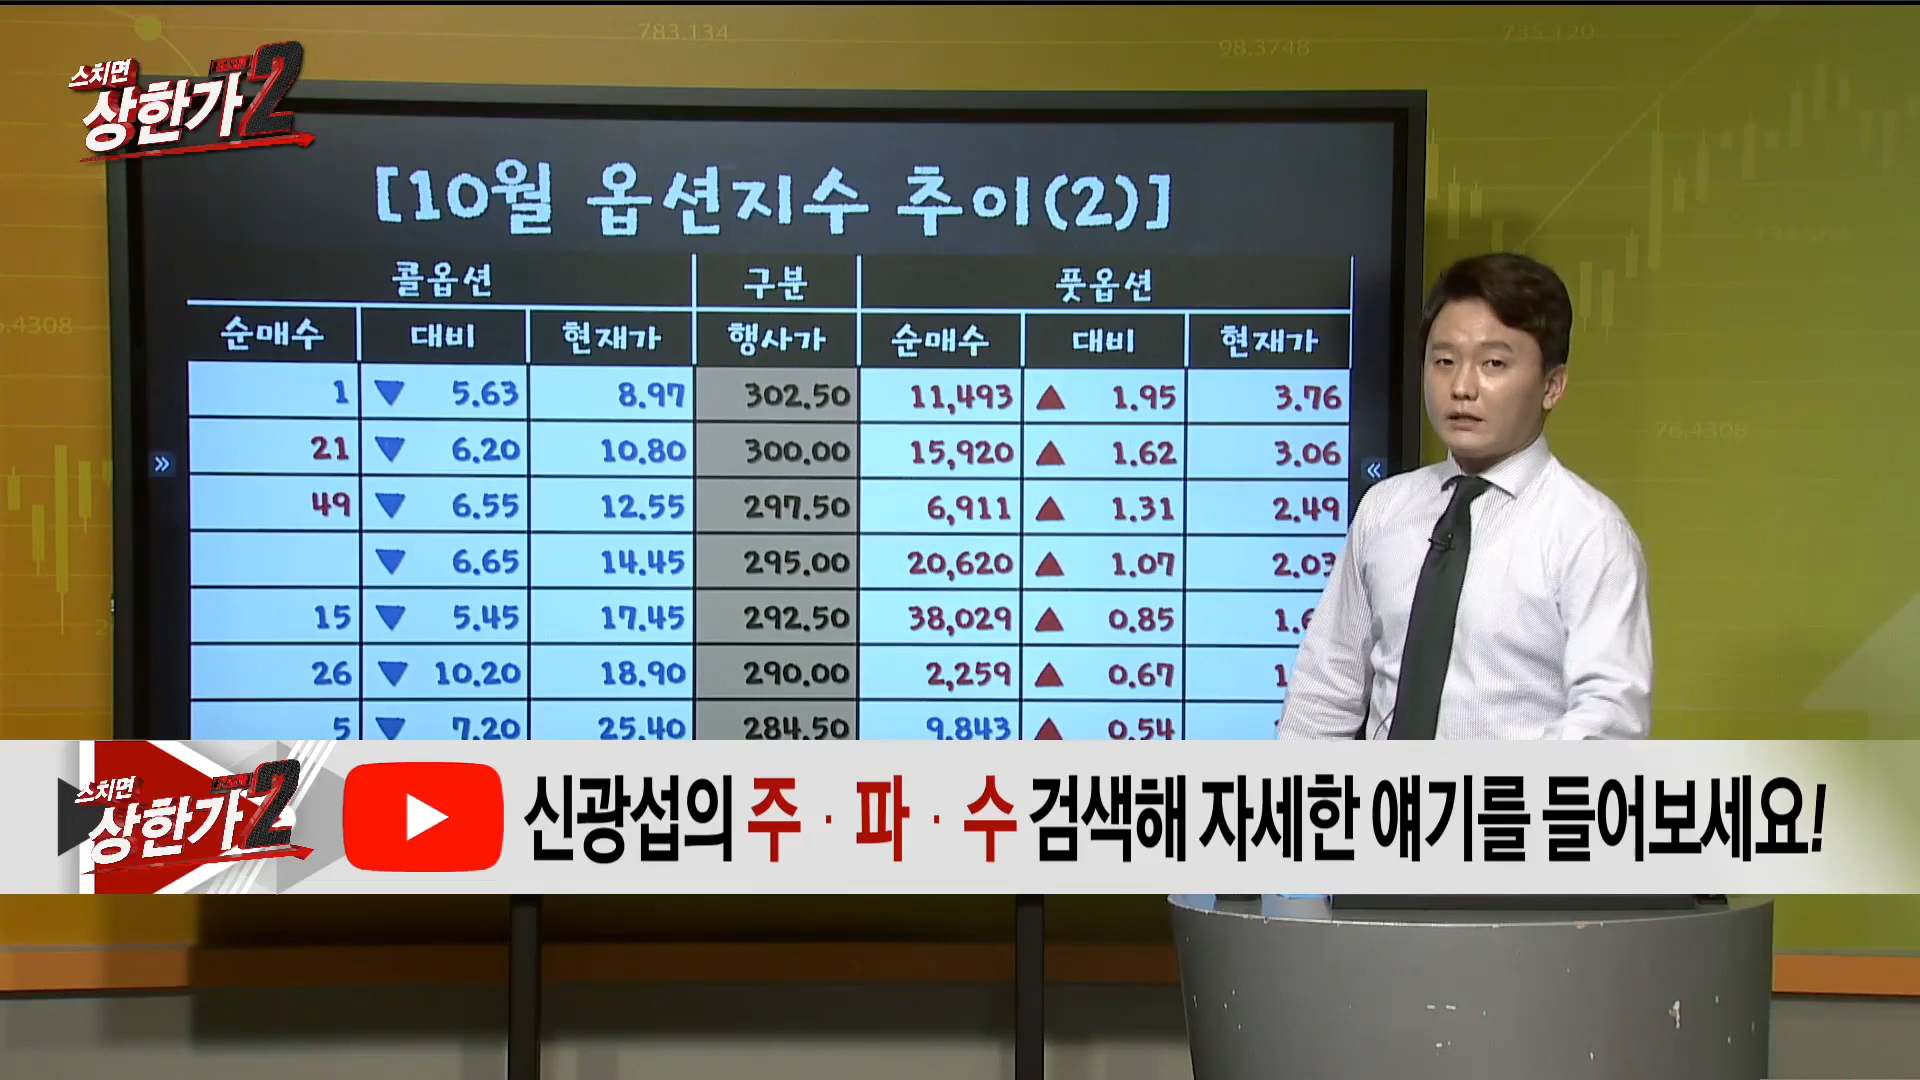 783.134
98.3748
735.120
스치면
상한가2
[10월 옵션지수 추이(2)]
콜옵션 구분 풋옵션
순매수 대비 현재가 행사가 순매수 대비 현재가
1 ▼ 5.63 8.97 302.50 11,493 ▲ 1.95 3.76
21 ▼ 6.20 10.80 300.00 15,920 ▲ 1.62 3.06
49 ▼ 6.55 12.55 297.50 6,911 ▲ 1.31 2.49
▼ 6.65 14.45 295.00 20,620 ▲ 1.07 2.03
15 ▼ 5.45 17.45 292.50 38,029 ▲ 0.85
26 ▼ 10.20 18.90 290.00 2,259 ▲ 0.67
5 ▼ 7.20 25.40 284.50 9,843 ▲ 0.54
76.4308
스치면
상한가2
신광섭의 주·파·수 검색해 자세한 얘기를 들어보세요!